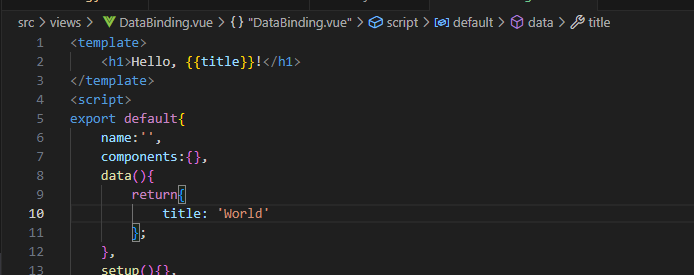 src > views > DataBinding.vue > {} "DataBinding.vue" > script > default > data > title
1 <template>
2     <h1>Hello, {{title}}!</h1>
3 </template>
4 <script>
5 export default{
6     name:'',
7     components:{},
8     data(){
9         return{
10             title: 'World'
11         };
12     },
13     setup(){},